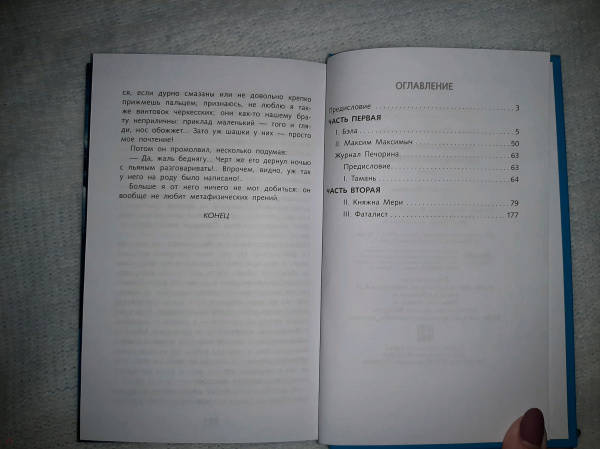 ся, если дурно смазаны или не довольно крепко
прижмешь пальцем; признаюсь, не люблю я так-
же винтовок черкесских; они как-то нашему бра-
ту неприличны: приклад маленький — того и гля-
ди, нос обожжет... Зато уж шашки у них — просто
мое почтение!
Потом он промолвил, несколько подумав:
— Да, жаль беднягу... Черт же его дернул ночью
с пьяным разговаривать!.. Впрочем, видно, уж так
у него на роду было написано!..
Больше я от него ничего не мог добиться: он
вообще не любит метафизических прений.
КОНЕЦ
ОГЛАВЛЕНИЕ
Предисловие 3
ЧАСТЬ ПЕРВАЯ
I. Бэла 5
II. Максим Максимыч 50
Журнал Печорина 63
Предисловие 63
I. Тамань 64
ЧАСТЬ ВТОРАЯ
II. Княжна Мери 79
III. Фаталист 177